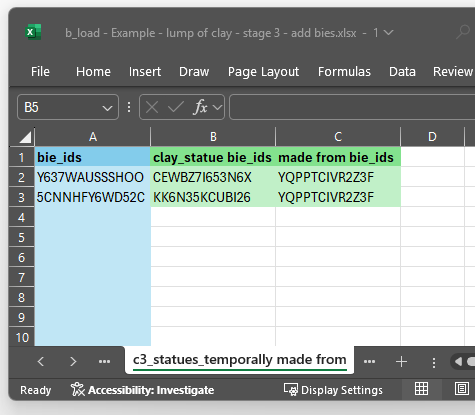 b_load - Example - lump of clay - stage 3 - add bies.xlsx - 1
File Home Insert Draw Page Layout Formulas Data Review
B5 fx
A B C D
1 bie_ids clay_statue bie_ids made from bie_ids
2 Y637WAUSSSHOO CEWBZ7I653N6X YQPPTCIVR2Z3F
3 5CNNHFY6WD52C KK6N35KCUBI26 YQPPTCIVR2Z3F
4
5
6
7
8
9
10
c3_statues_temporally made from
Ready Accessibility: Investigate Display Settings